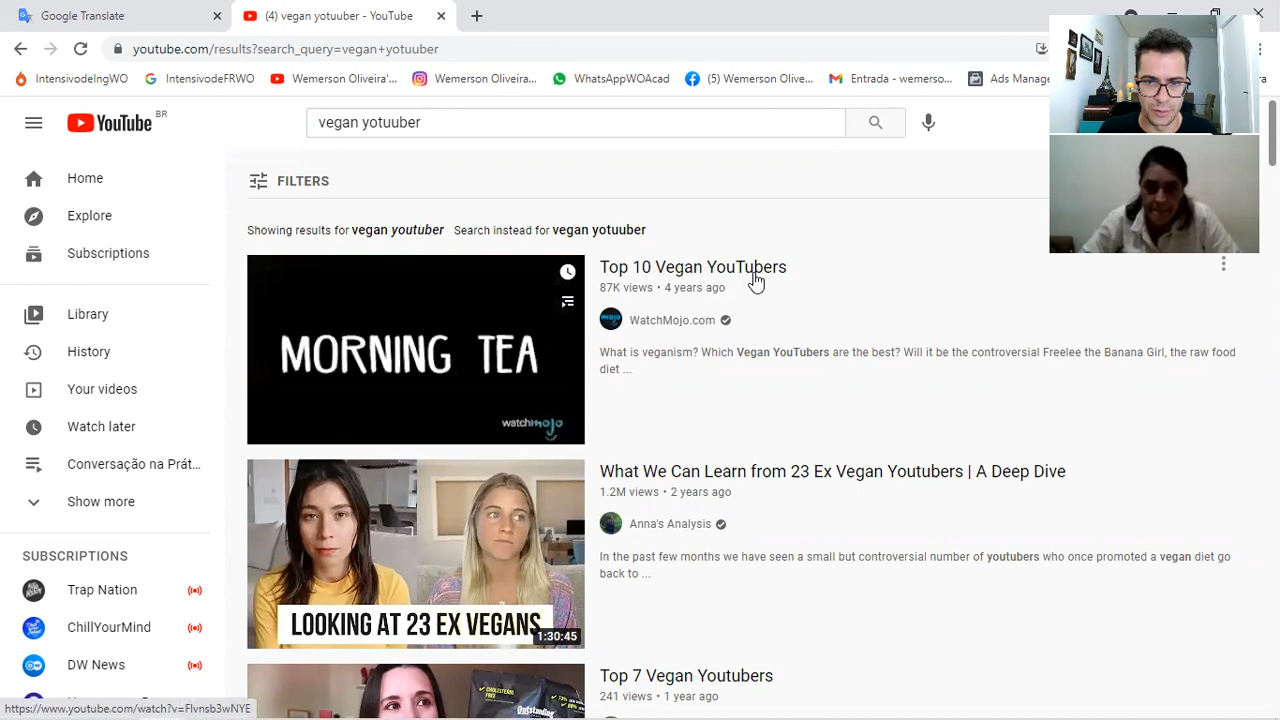 Google Translate
(4) vegan yotuuber - YouTube
youtube.com/results?search_query=vegan+yotuuber
IntensivodeIngWO
IntensivodeFRWO
Wemerson Oliveira'...
Wemerson Oliveira...
WhatsAppWOAcad
(5) Wemerson Olive...
Entrada - wemerso...
Ads Manage
YouTube BR
vegan yotuuber
Home
Explore
Subscriptions
Library
History
Your videos
Watch later
Conversação na Prát...
Show more
SUBSCRIPTIONS
Trap Nation
ChillYourMind
DW News
FILTERS
Showing results for vegan youtuber Search instead for vegan yotuuber
MORNING TEA
watchmojo
Top 10 Vegan YouTubers
87K views • 4 years ago
mojo
WatchMojo.com
What is veganism? Which Vegan YouTubers are the best? Will it be the controversial Freelee the Banana Girl, the raw food
diet ...
LOOKING AT 23 EX VEGANS
1:30:45
What We Can Learn from 23 Ex Vegan Youtubers | A Deep Dive
1.2M views • 2 years ago
Anna's Analysis
In the past few months we have seen a small but controversial number of youtubers who once promoted a vegan diet go
back to ...
CHOLESTEROL
FREE
Outstanding
Top 7 Vegan Youtubers
241 views • 1 year ago
https://www.youtube.com/watch?v=Flvnsb3wNYE